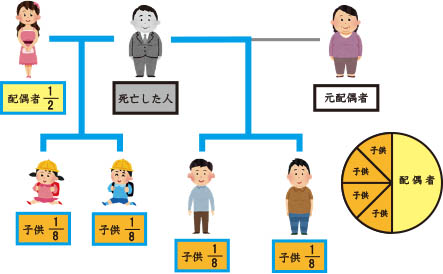 配偶者 1/2
死亡した人
元配偶者
子供 1/8
子供 1/8
子供 1/8
子供 1/8
子供
子供
子供
子供
配偶者